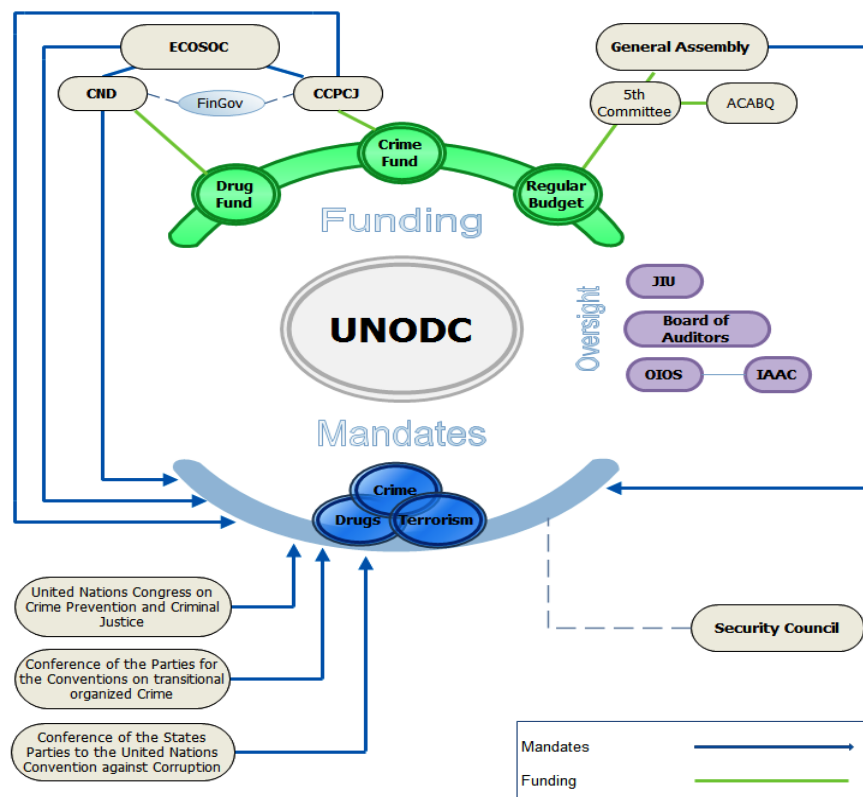 ECOSOC
General Assembly
CND
FinGov
CCPCJ
5th
Committee
ACABQ
Crime
Fund
Drug
Fund
Regular
Budget
Funding
UNODC
Oversight
JIU
Board of
Auditors
OIOS
IAAC
Mandates
Crime
Drugs
Terrorism
United Nations Congress on
Crime Prevention and Criminal
Justice
Conference of the Parties for
the Conventions on transitional
organized Crime
Conference of the States
Parties to the United Nations
Convention against Corruption
Security Council
Mandates
Funding